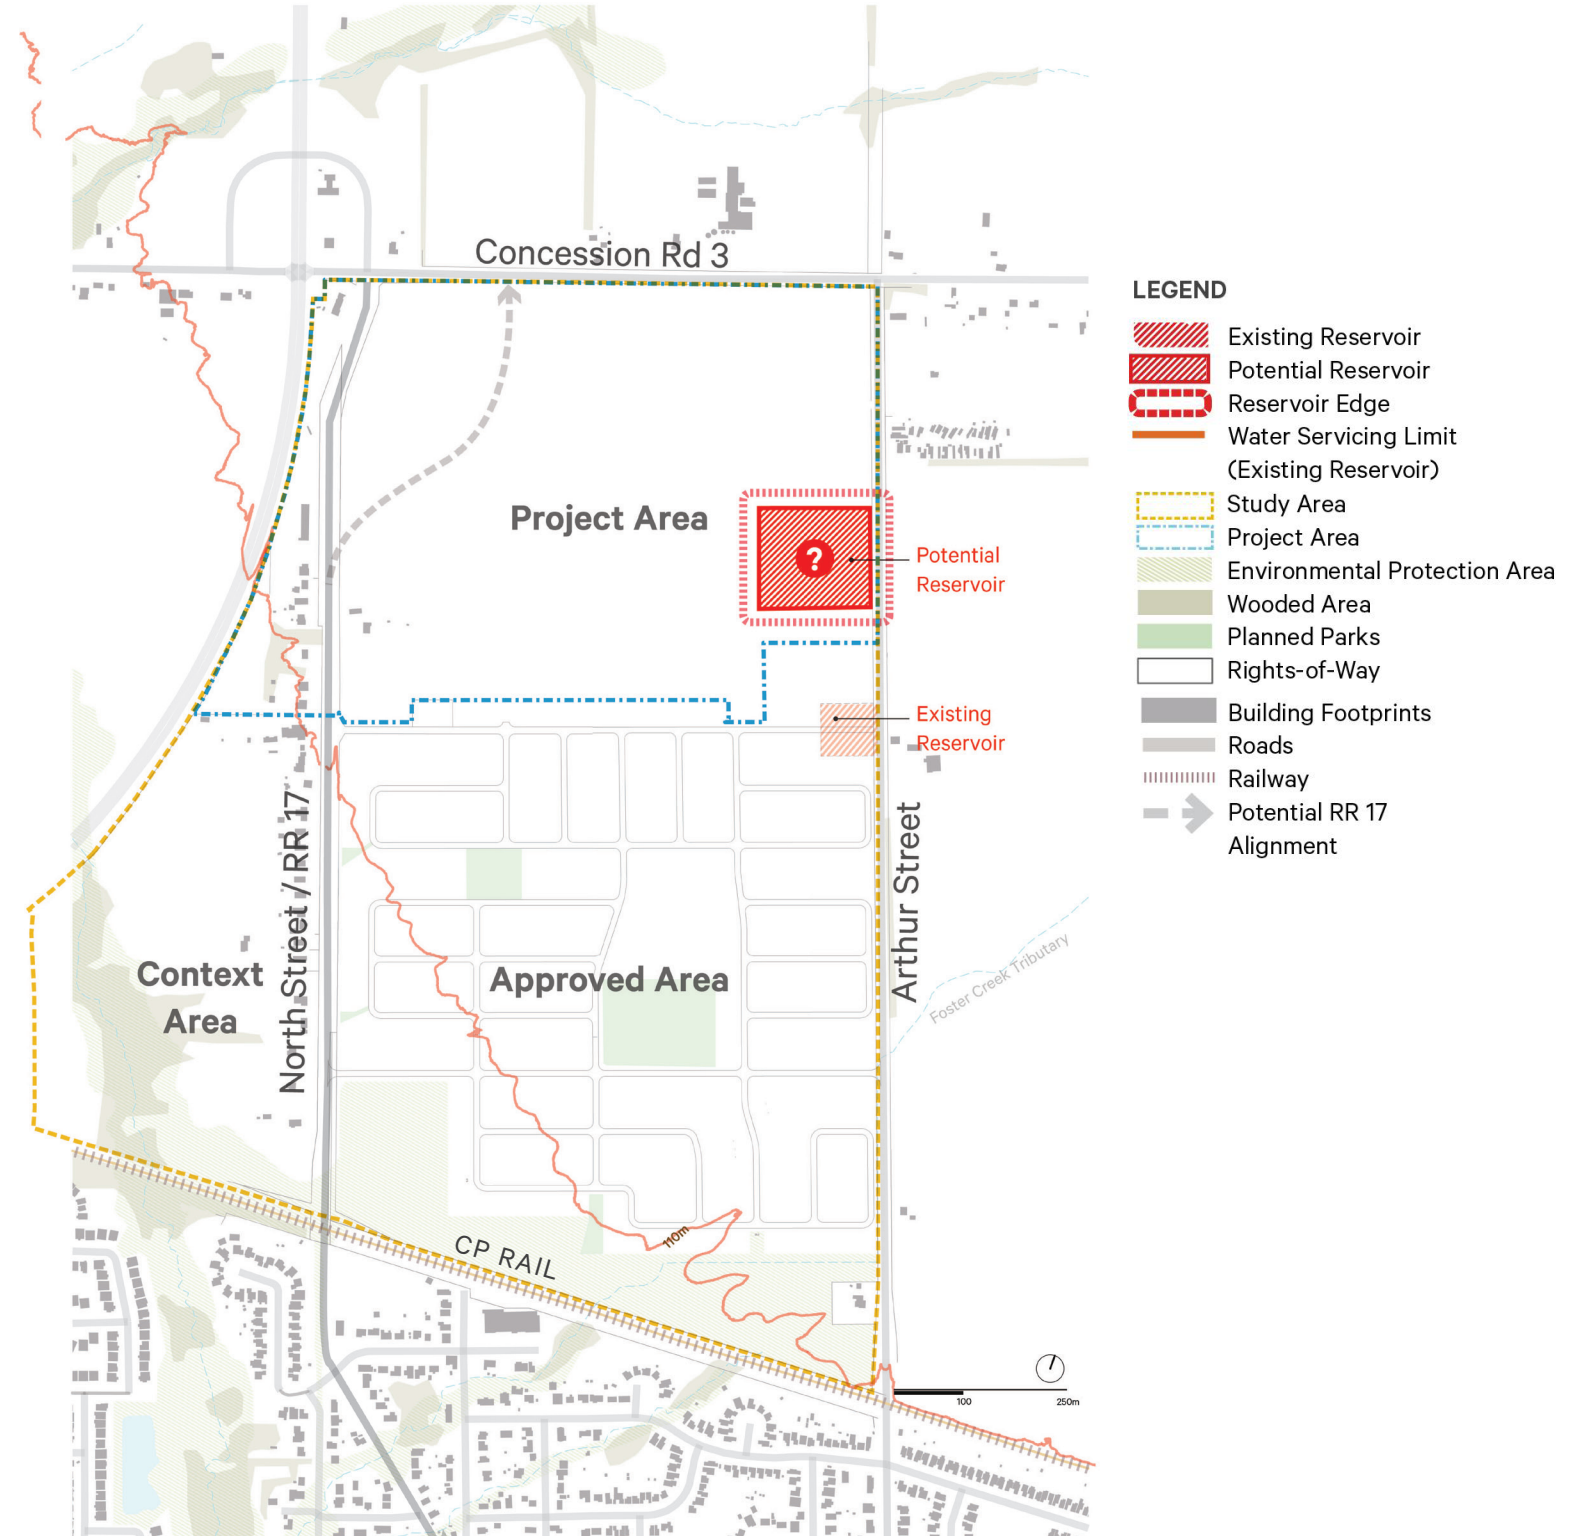 Concession Rd 3
Project Area
?
Potential
Reservoir
Existing
Reservoir
North Street / RR 17
Arthur Street
Context
Area
Approved Area
Foster Creek Tributary
110m
CP RAIL
100
250m
LEGEND
Existing Reservoir
Potential Reservoir
Reservoir Edge
Water Servicing Limit
(Existing Reservoir)
Study Area
Project Area
Environmental Protection Area
Wooded Area
Planned Parks
Rights-of-Way
Building Footprints
Roads
Railway
Potential RR 17
Alignment